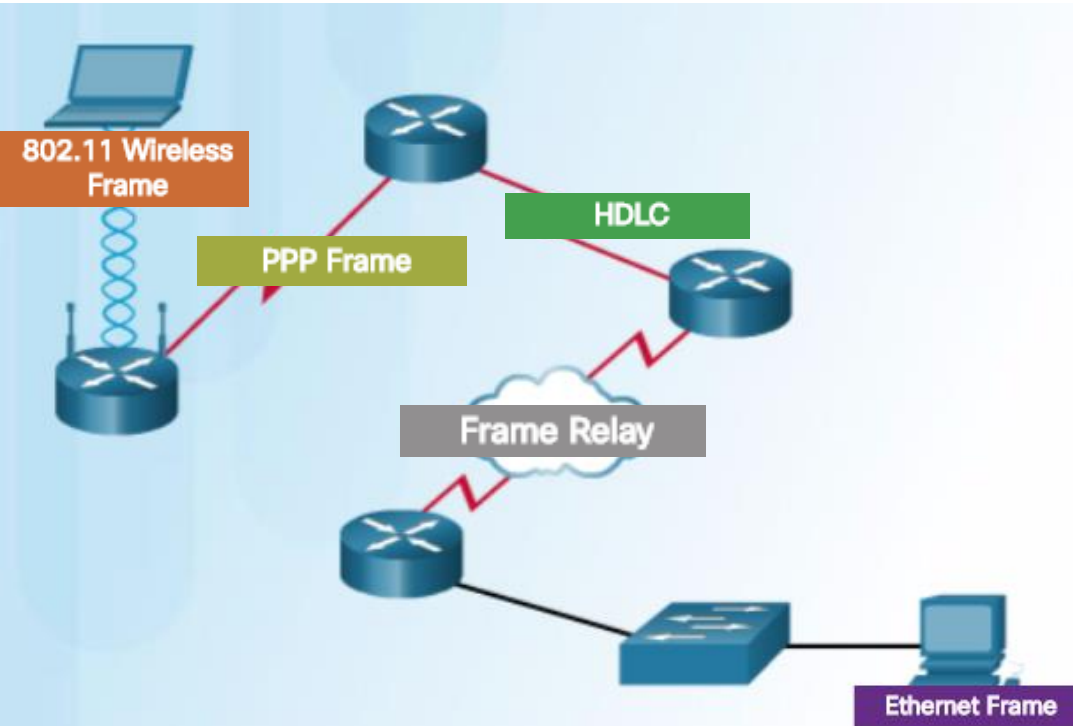 802.11 Wireless
Frame
HDLC
PPP Frame
Frame Relay
Ethernet Frame